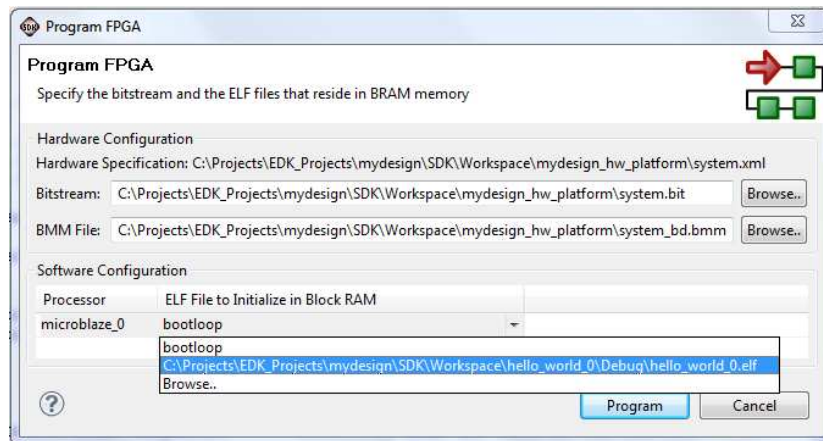 SDK Program FPGA
Program FPGA
Specify the bitstream and the ELF files that reside in BRAM memory
Hardware Configuration
Hardware Specification: C:\Projects\EDK_Projects\mydesign\SDK\Workspace\mydesign_hw_platform\system.xml
Bitstream: C:\Projects\EDK_Projects\mydesign\SDK\Workspace\mydesign_hw_platform\system.bit Browse..
BMM File: C:\Projects\EDK_Projects\mydesign\SDK\Workspace\mydesign_hw_platform\system_bd.bmm Browse..
Software Configuration
Processor ELF File to Initialize in Block RAM
microblaze_0 bootloop
bootloop
C:\Projects\EDK_Projects\mydesign\SDK\Workspace\hello_world_0\Debug\hello_world_0.elf
Browse..
? Program Cancel